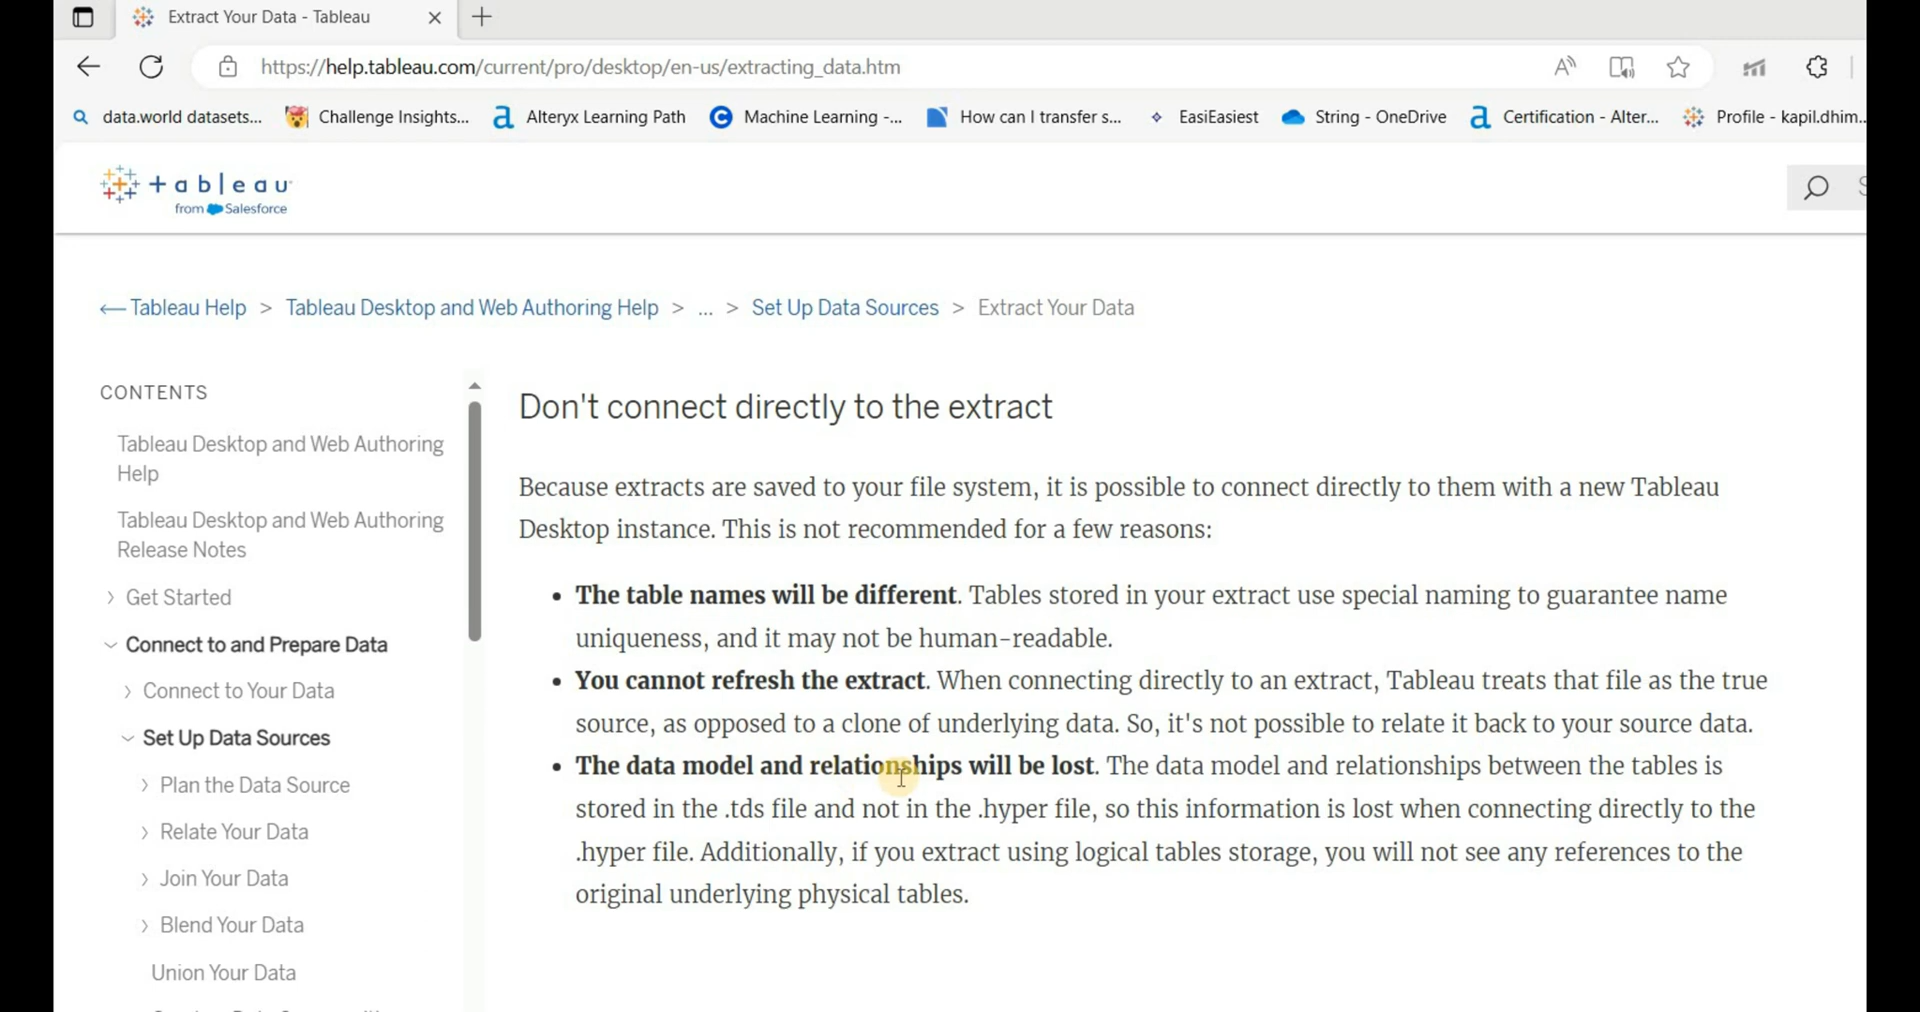 Extract Your Data - Tableau
https://help.tableau.com/current/pro/desktop/en-us/extracting_data.htm
data.world datasets...
Challenge Insights...
Alteryx Learning Path
Machine Learning -...
How can I transfer s...
EasiEasiest
String - OneDrive
Certification - Alter...
Profile - kapil.dhim...
+ableau
from Salesforce
Tableau Help > Tableau Desktop and Web Authoring Help > ... > Set Up Data Sources > Extract Your Data
CONTENTS
Tableau Desktop and Web Authoring
Help
Tableau Desktop and Web Authoring
Release Notes
Get Started
Connect to and Prepare Data
Connect to Your Data
Set Up Data Sources
Plan the Data Source
Relate Your Data
Join Your Data
Blend Your Data
Union Your Data
Don't connect directly to the extract
Because extracts are saved to your file system, it is possible to connect directly to them with a new Tableau
Desktop instance. This is not recommended for a few reasons:
• The table names will be different. Tables stored in your extract use special naming to guarantee name
uniqueness, and it may not be human-readable.
• You cannot refresh the extract. When connecting directly to an extract, Tableau treats that file as the true
source, as opposed to a clone of underlying data. So, it's not possible to relate it back to your source data.
• The data model and relationships will be lost. The data model and relationships between the tables is
stored in the .tds file and not in the .hyper file, so this information is lost when connecting directly to the
.hyper file. Additionally, if you extract using logical tables storage, you will not see any references to the
original underlying physical tables.